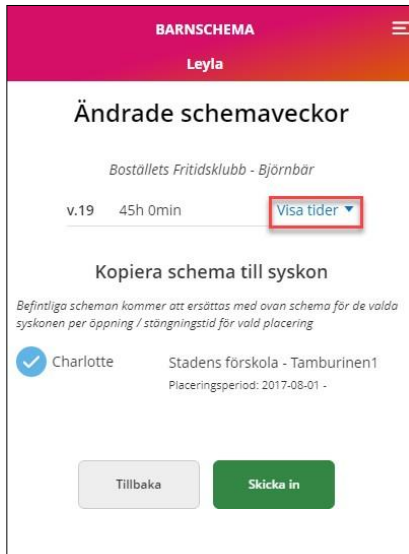 BARNSCHEMA
Leyla
Ändrade schemaveckor
Boställets Fritidsklubb - Björnbär
v.19 45h 0min Visa tider
Kopiera schema till syskon
Befintliga scheman kommer att ersättas med ovan schema för de valda
syskonen per öppning / stängningstid för vald placering
Charlotte Stadens förskola - Tamburinen1
Placeringsperiod: 2017-08-01 -
Tillbaka Skicka in